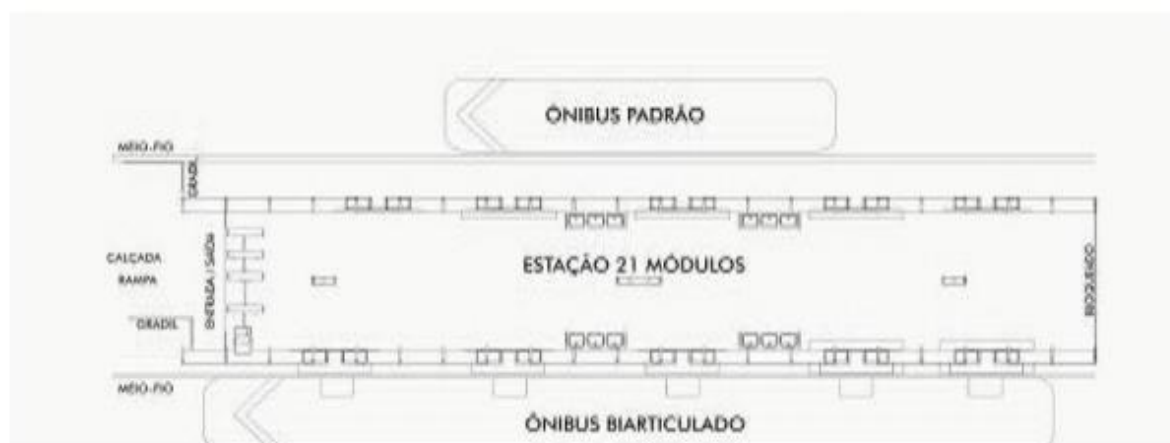 ÔNIBUS PADRÃO
MEIO-FIO
GRADIL
CALÇADA
RAMPA
ENTRADA / SAÍDA
ESTAÇÃO 21 MÓDULOS
BLOQUEADO
GRADIL
MEIO-FIO
ÔNIBUS BIARTICULADO